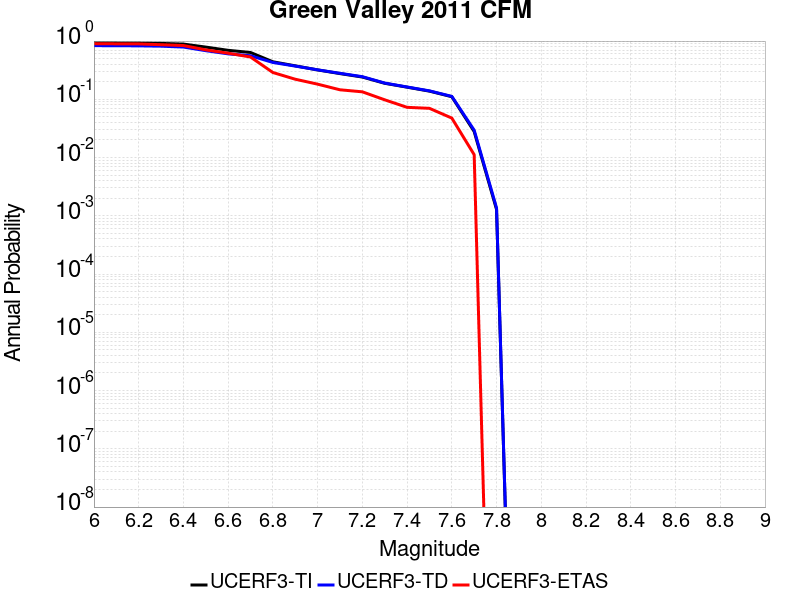 Green Valley 2011 CFM
10^0
10^-1
10^-2
10^-3
10^-4
10^-5
10^-6
10^-7
10^-8
Annual Probability
6 6.2 6.4 6.6 6.8 7 7.2 7.4 7.6 7.8 8 8.2 8.4 8.6 8.8 9
Magnitude
UCERF3-TI UCERF3-TD UCERF3-ETAS